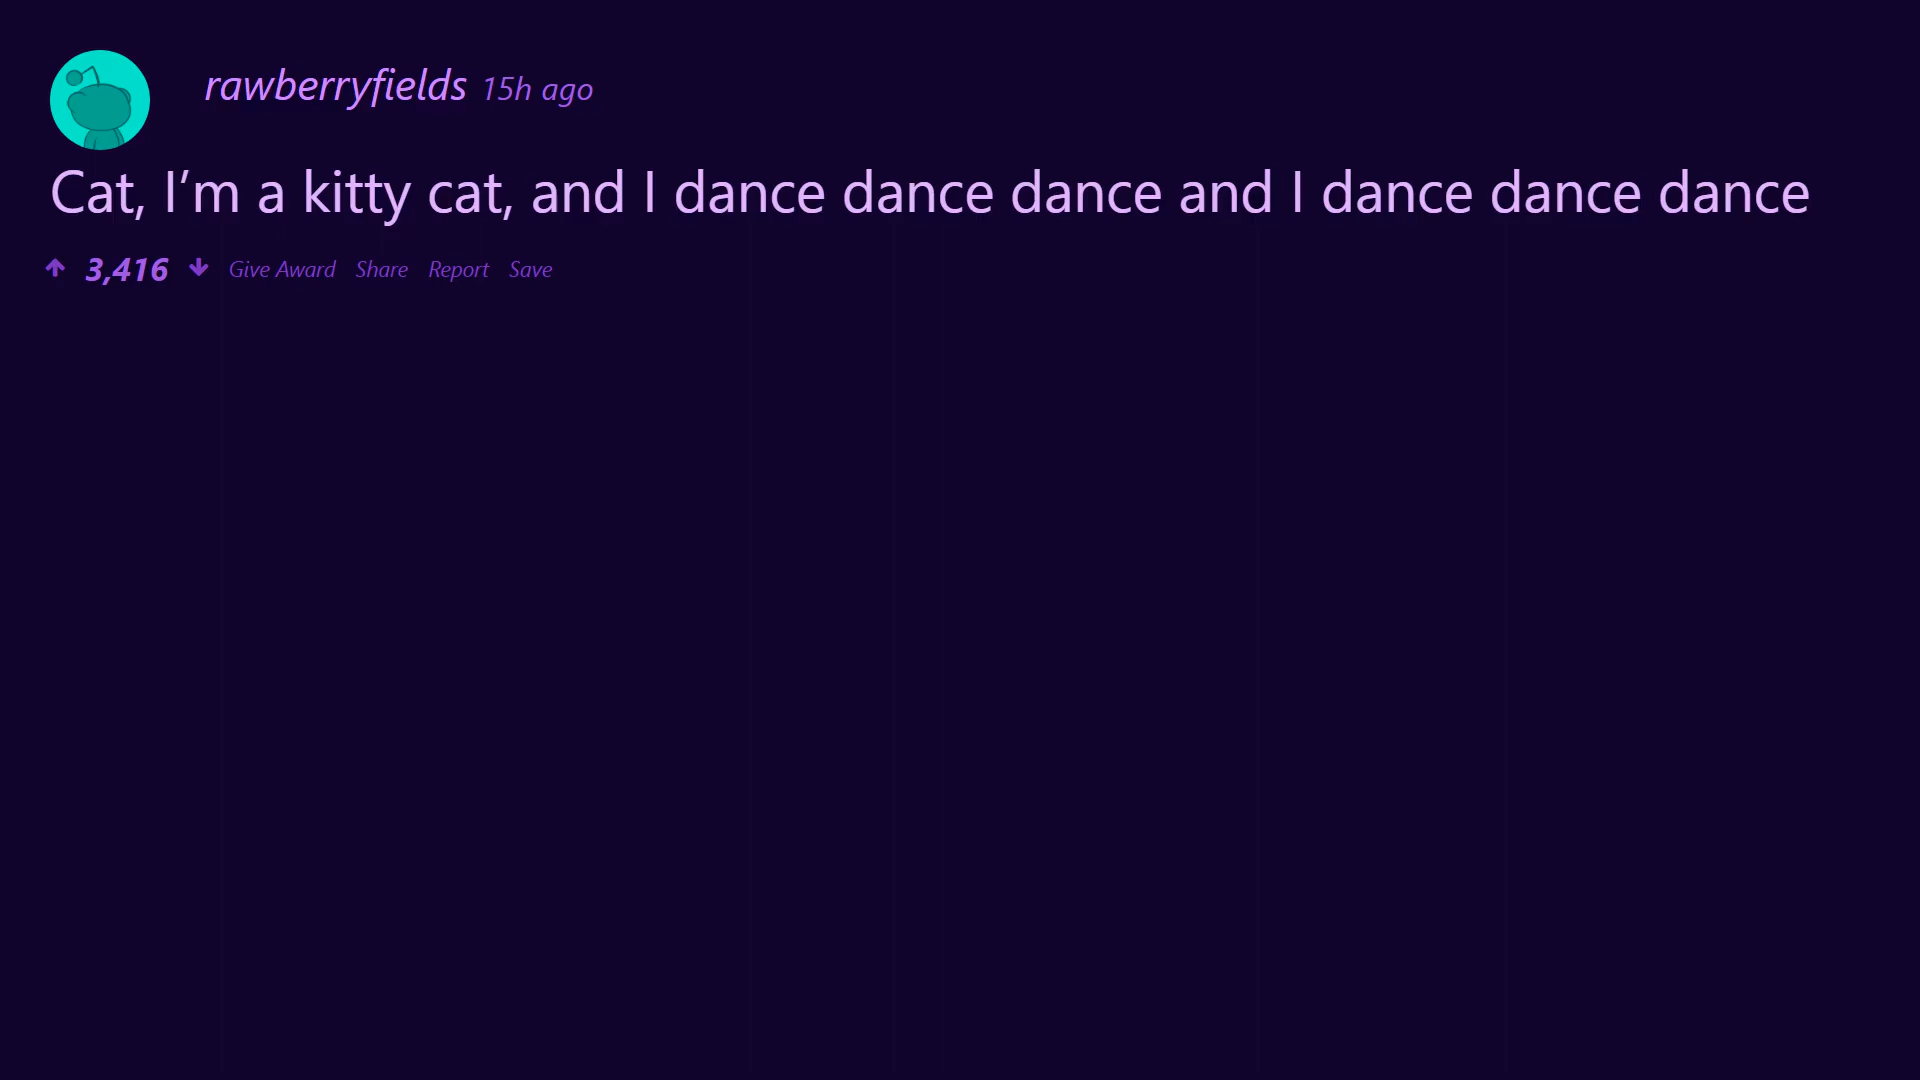 rawberryfields 15h ago
Cat, I’m a kitty cat, and I dance dance dance and I dance dance dance
3,416 Give Award Share Report Save